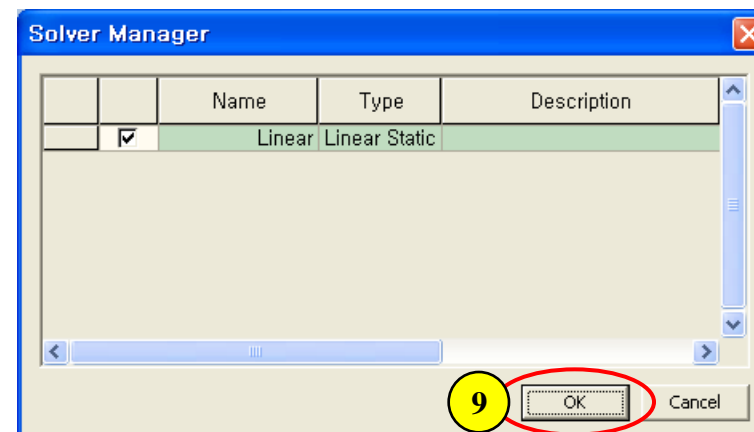 Solver Manager
Name Type Description
Linear Linear Static
9 OK Cancel